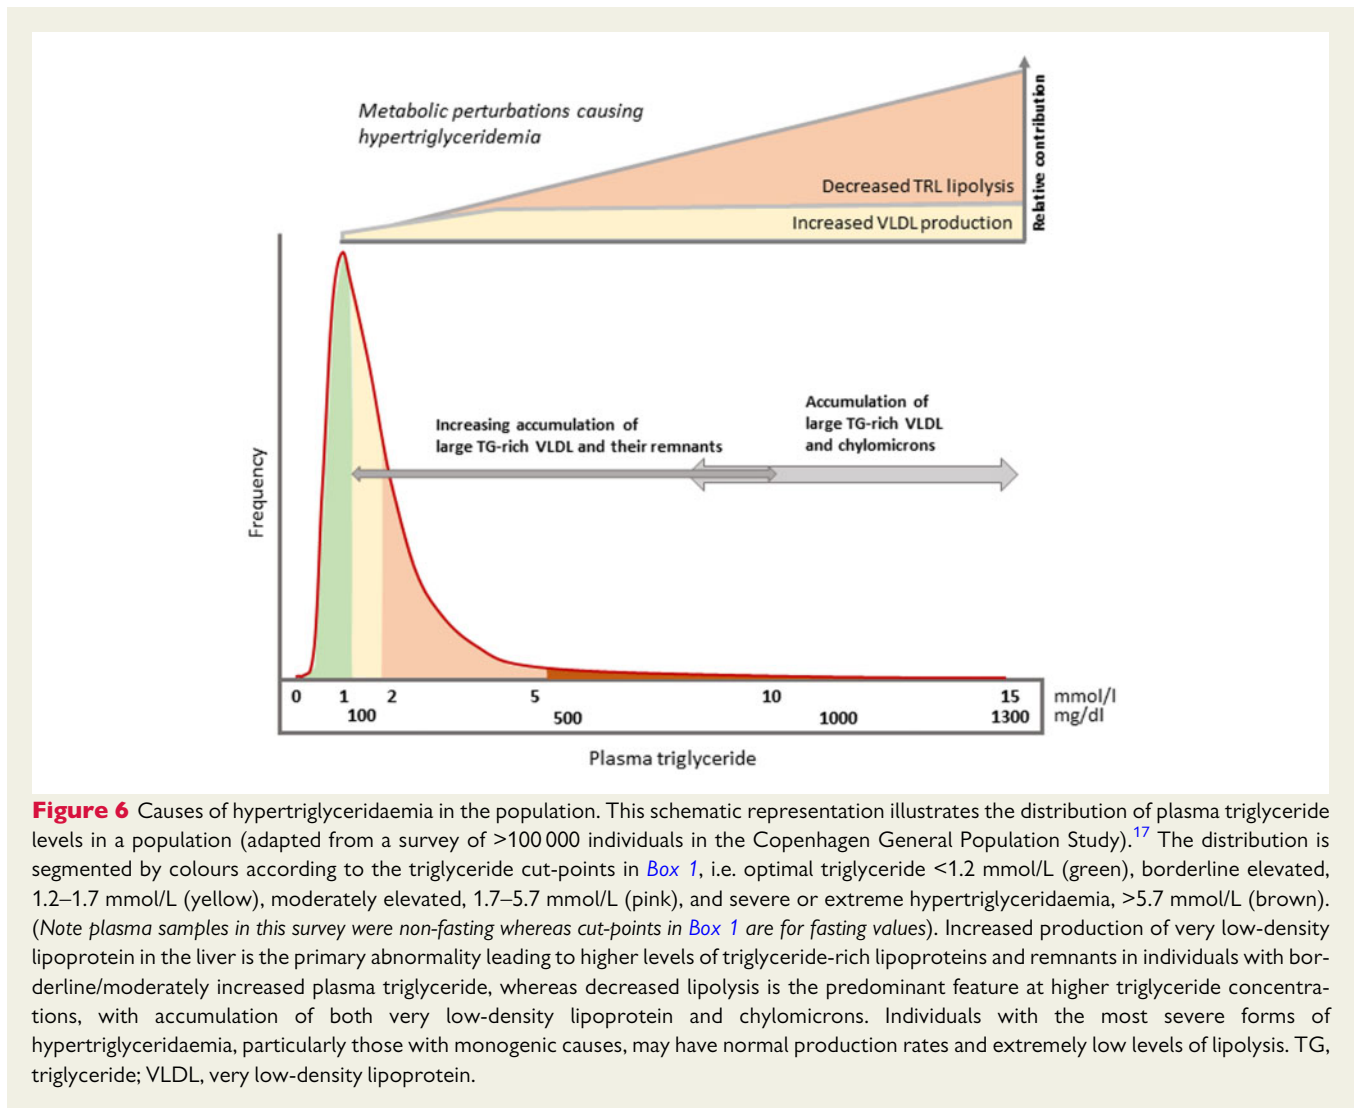 Metabolic perturbations causing
hypertriglyceridemia
Relative contribution
Decreased TRL lipolysis
Increased VLDL production
Increasing accumulation of
large TG-rich VLDL and their remnants
Accumulation of
large TG-rich VLDL
and chylomicrons
Frequency
0 1 2 5 10 15 mmol/l
100 500 1000 1300 mg/dl
Plasma triglyceride
Figure 6 Causes of hypertriglyceridaemia in the population. This schematic representation illustrates the distribution of plasma triglyceride
levels in a population (adapted from a survey of >100 000 individuals in the Copenhagen General Population Study).17 The distribution is
segmented by colours according to the triglyceride cut-points in Box 1, i.e. optimal triglyceride <1.2 mmol/L (green), borderline elevated,
1.2–1.7 mmol/L (yellow), moderately elevated, 1.7–5.7 mmol/L (pink), and severe or extreme hypertriglyceridaemia, >5.7 mmol/L (brown).
(Note plasma samples in this survey were non-fasting whereas cut-points in Box 1 are for fasting values). Increased production of very low-density
lipoprotein in the liver is the primary abnormality leading to higher levels of triglyceride-rich lipoproteins and remnants in individuals with bor-
derline/moderately increased plasma triglyceride, whereas decreased lipolysis is the predominant feature at higher triglyceride concentra-
tions, with accumulation of both very low-density lipoprotein and chylomicrons. Individuals with the most severe forms of
hypertriglyceridaemia, particularly those with monogenic causes, may have normal production rates and extremely low levels of lipolysis. TG,
triglyceride; VLDL, very low-density lipoprotein.